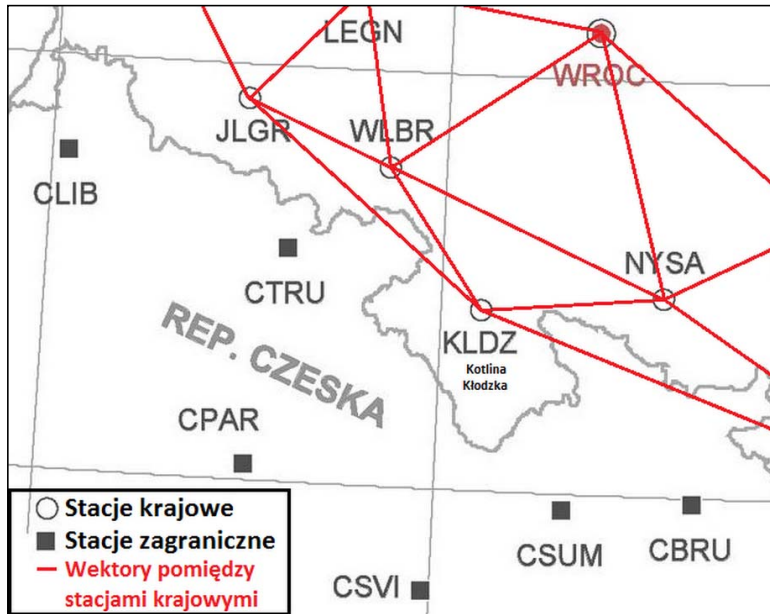 LEGN
WROC
JLGR
WLBR
CLIB
CTRU
NYSA
REP. CZESKA
KLDZ
Kotlina
Kłodzka
CPAR
Stacje krajowe
Stacje zagraniczne
Wektory pomiędzy
stacjami krajowymi
CSVI
CSUM
CBRU